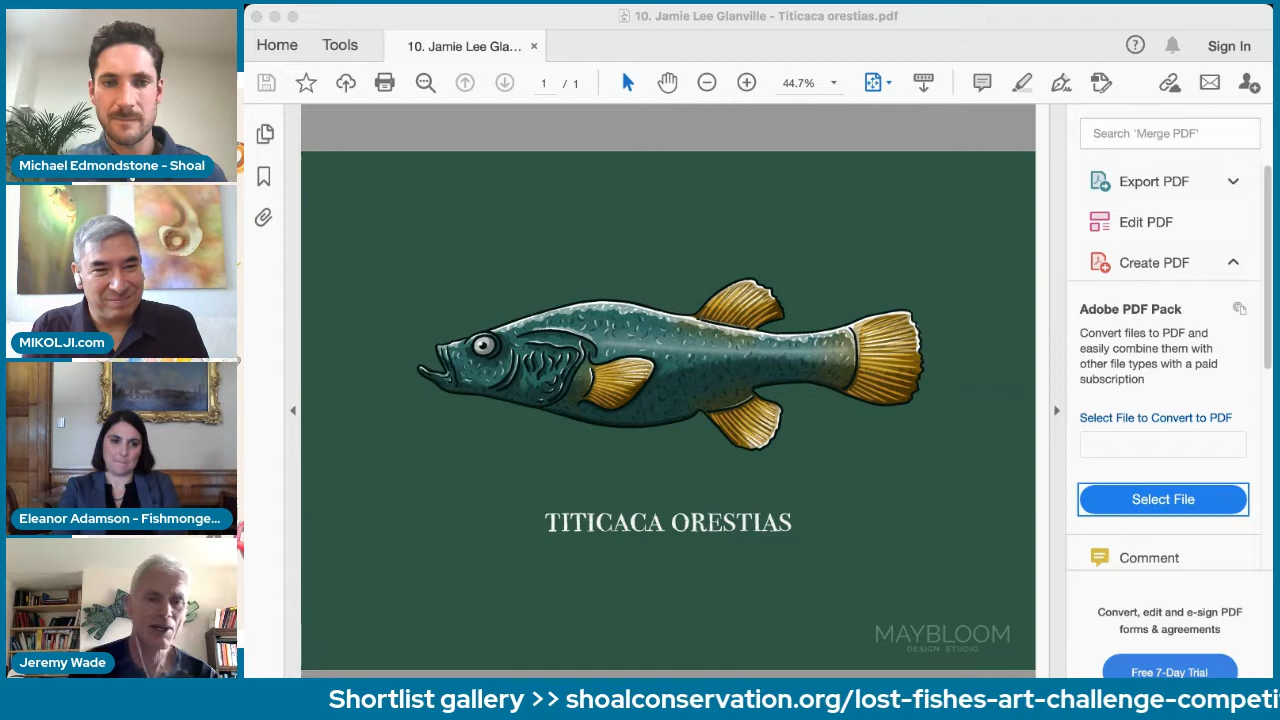 10. Jamie Lee Glanville - Titicaca orestias.pdf
Home
Tools
10. Jamie Lee Gla...
Sign In
1 / 1
44.7%
Search 'Merge PDF'
Export PDF
Edit PDF
Create PDF
Adobe PDF Pack
Convert files to PDF and
easily combine them with
other file types with a paid
subscription
Select File to Convert to PDF
Select File
Comment
Convert, edit and e-sign PDF
forms & agreements
Free 7-Day Trial
TITICACA ORESTIAS
MAYBLOOM
DESIGN STUDIO
Michael Edmondstone - Shoal
MIKOLJI.com
Eleanor Adamson - Fishmonge...
Jeremy Wade
Shortlist gallery >> shoalconservation.org/lost-fishes-art-challenge-competi